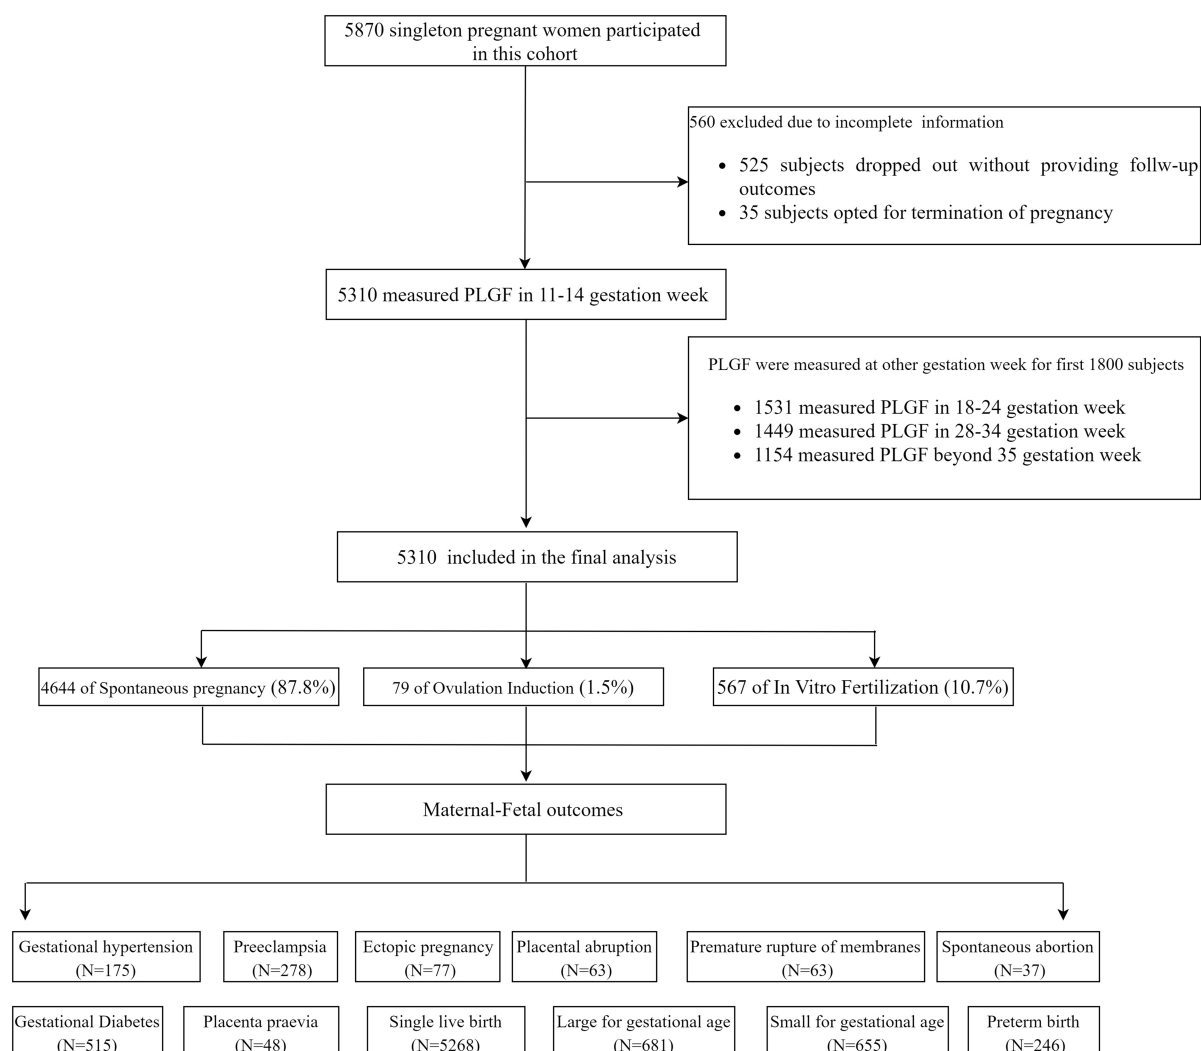 5870 singleton pregnant women participated
in this cohort
560 excluded due to incomplete information
• 525 subjects dropped out without providing follw-up
outcomes
• 35 subjects opted for termination of pregnancy
5310 measured PLGF in 11-14 gestation week
PLGF were measured at other gestation week for first 1800 subjects
• 1531 measured PLGF in 18-24 gestation week
• 1449 measured PLGF in 28-34 gestation week
• 1154 measured PLGF beyond 35 gestation week
5310 included in the final analysis
4644 of Spontaneous pregnancy (87.8%)
79 of Ovulation Induction (1.5%)
567 of In Vitro Fertilization (10.7%)
Maternal-Fetal outcomes
Gestational hypertension
(N=175)
Preeclampsia
(N=278)
Ectopic pregnancy
(N=77)
Placental abruption
(N=63)
Premature rupture of membranes
(N=63)
Spontaneous abortion
(N=37)
Gestational Diabetes
(N=515)
Placenta praevia
(N=48)
Single live birth
(N=5268)
Large for gestational age
(N=681)
Small for gestational age
(N=655)
Preterm birth
(N=246)